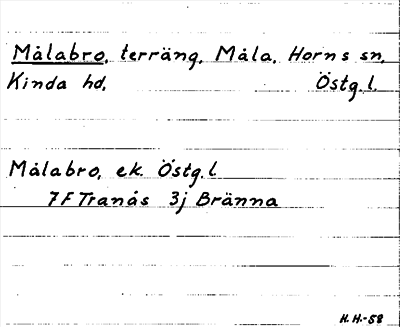 Målabro, terräng, Måla, Horns sn,
Kinda hd, Östg.l.
Målabro, ek. Östg.l
7F Tranås 3j Bränna
H.H.-58